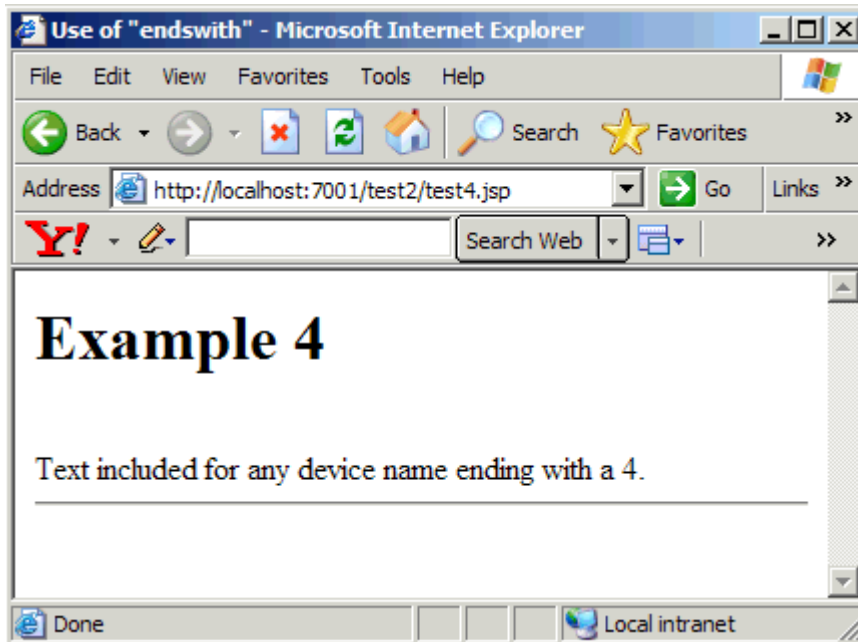 Use of "endswith" - Microsoft Internet Explorer
File Edit View Favorites Tools Help
Back Search Favorites »
Address http://localhost:7001/test2/test4.jsp Go Links »
Y! Search Web »
Example 4
Text included for any device name ending with a 4.
Done Local intranet